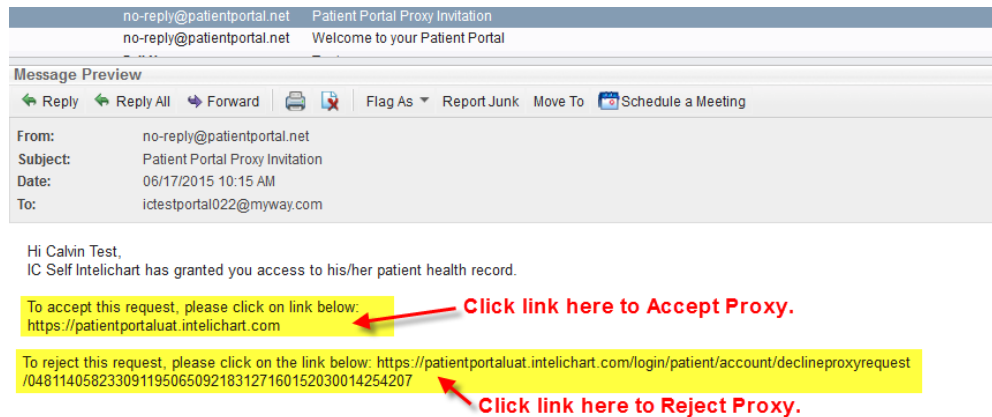 no-reply@patientportal.net Patient Portal Proxy Invitation
no-reply@patientportal.net Welcome to your Patient Portal
Message Preview
Reply Reply All Forward Flag As Report Junk Move To Schedule a Meeting
From: no-reply@patientportal.net
Subject: Patient Portal Proxy Invitation
Date: 06/17/2015 10:15 AM
To: ictestportal022@myway.com
Hi Calvin Test,
IC Self Intelichart has granted you access to his/her patient health record.
To accept this request, please click on link below:
Click link here to Accept Proxy.
https://patientportaluat.intelichart.com
To reject this request, please click on the link below: https://patientportaluat.intelichart.com/login/patient/account/declineproxyrequest
/04811405823309119506509218312716015203001425​4207
Click link here to Reject Proxy.